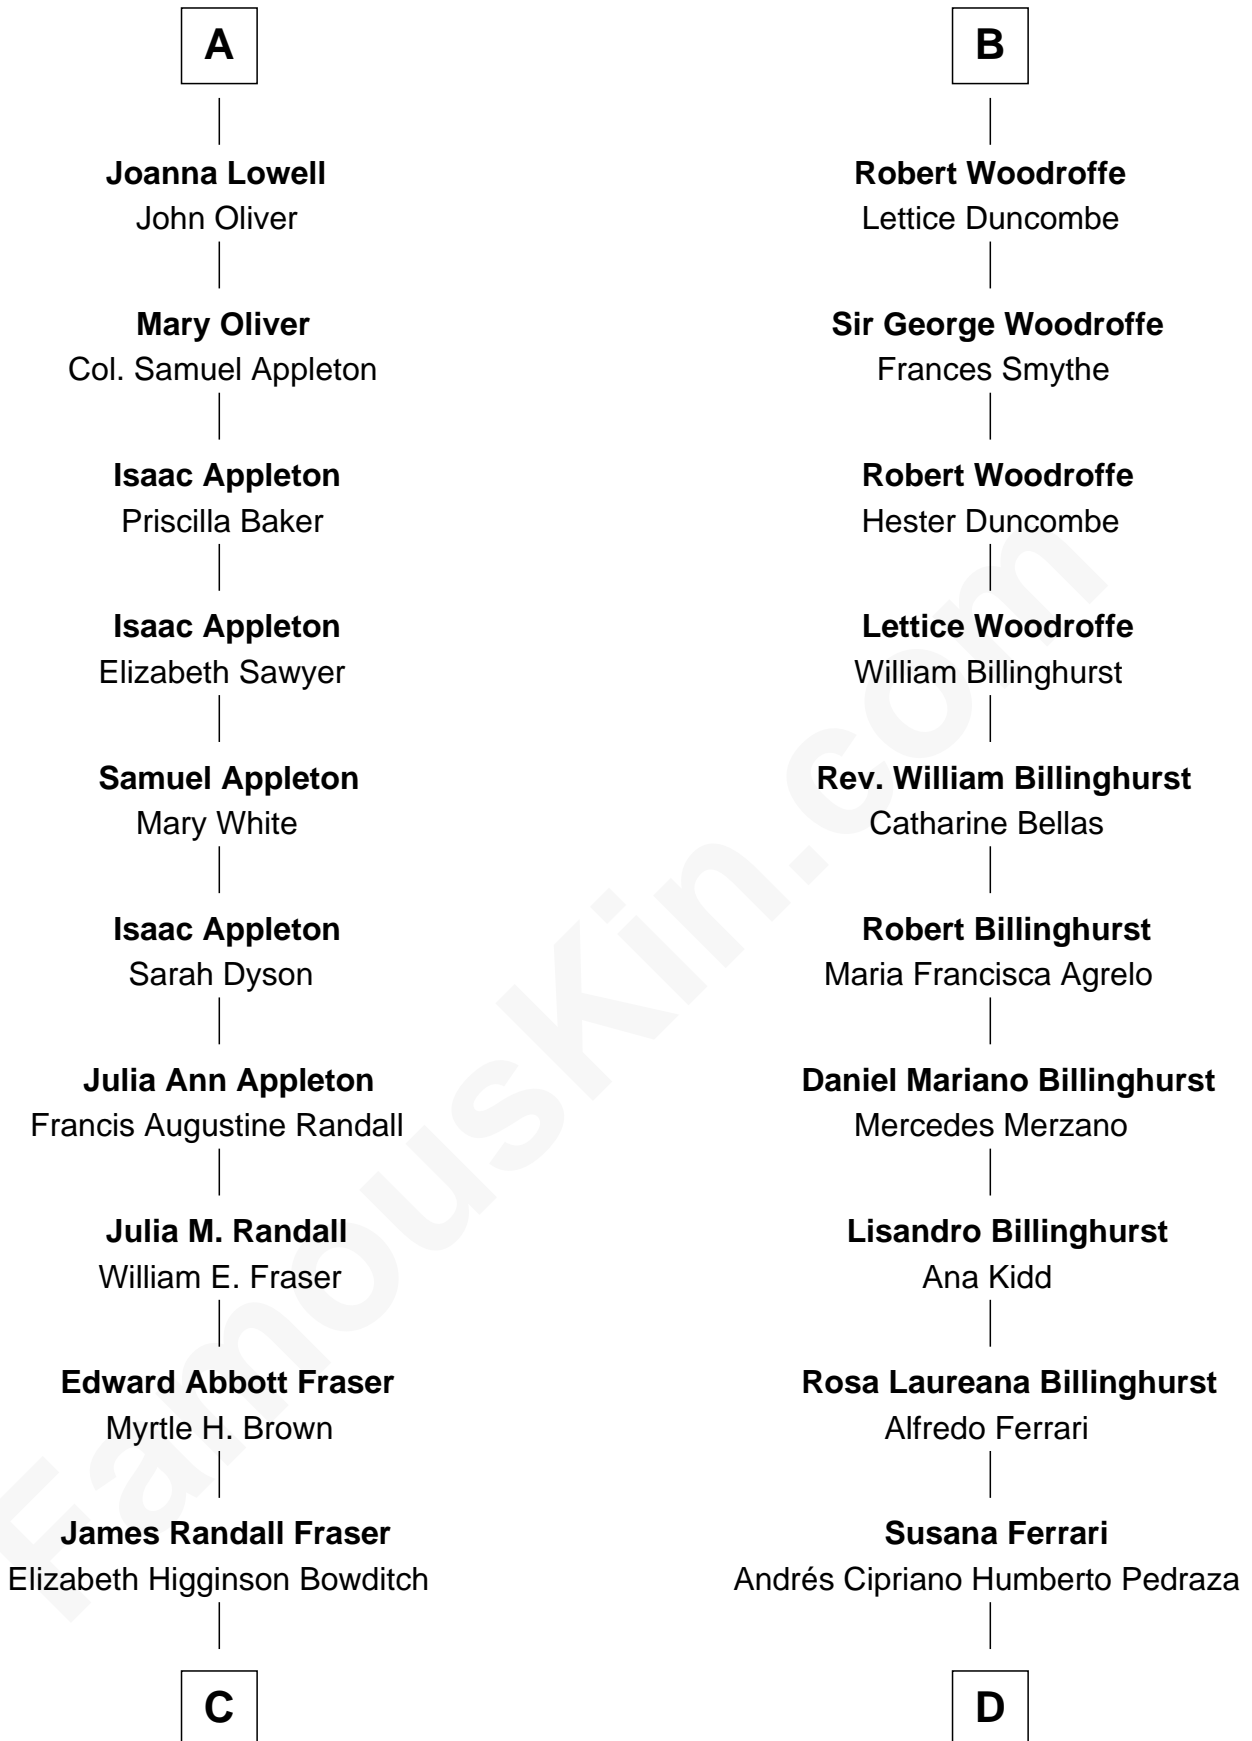 A
Joanna Lowell
John Oliver
Mary Oliver
Col. Samuel Appleton
Isaac Appleton
Priscilla Baker
Isaac Appleton
Elizabeth Sawyer
Samuel Appleton
Mary White
Isaac Appleton
Sarah Dyson
Julia Ann Appleton
Francis Augustine Randall
Julia M. Randall
William E. Fraser
Edward Abbott Fraser
Myrtle H. Brown
James Randall Fraser
Elizabeth Higginson Bowditch
C
B
Robert Woodroffe
Lettice Duncombe
Sir George Woodroffe
Frances Smythe
Robert Woodroffe
Hester Duncombe
Lettice Woodroffe
William Billinghurst
Rev. William Billinghurst
Catharine Bellas
Robert Billinghurst
Maria Francisca Agrelo
Daniel Mariano Billinghurst
Mercedes Merzano
Lisandro Billinghurst
Ana Kidd
Rosa Laureana Billinghurst
Alfredo Ferrari
Susana Ferrari
Andrés Cipriano Humberto Pedraza
D
FamousKin.com